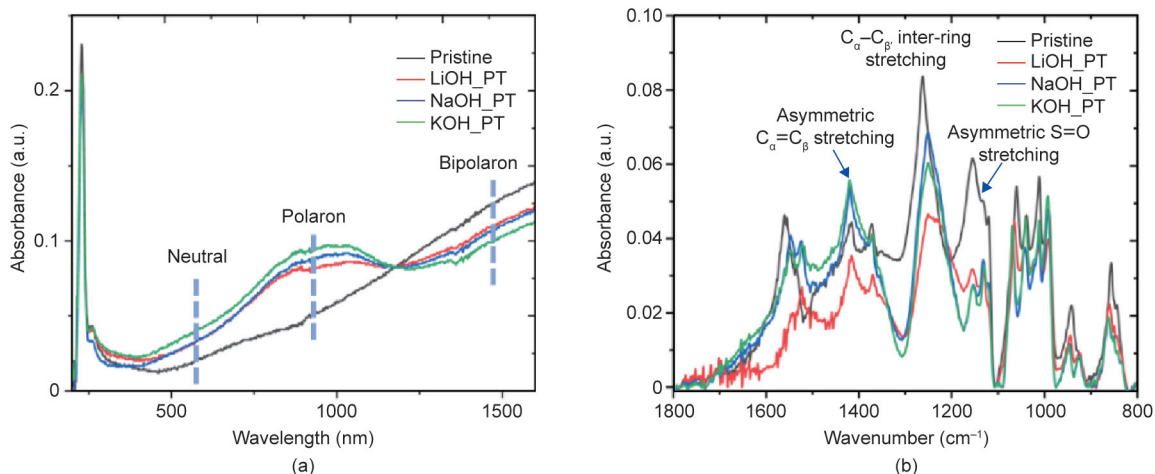 Pristine
LiOH_PT
NaOH_PT
KOH_PT
Bipolaron
Polaron
Neutral
0.2
0.1
0
500
1000
1500
Absorbance (a.u.)
Wavelength (nm)
(a)
Cα–Cβ′ inter-ring
stretching
Pristine
LiOH_PT
NaOH_PT
KOH_PT
Asymmetric
Cα=Cβ stretching
Asymmetric S=O
stretching
0.10
0.08
0.06
0.04
0.02
0
1800
1600
1400
1200
1000
800
Absorbance (a.u.)
Wavenumber (cm⁻¹)
(b)